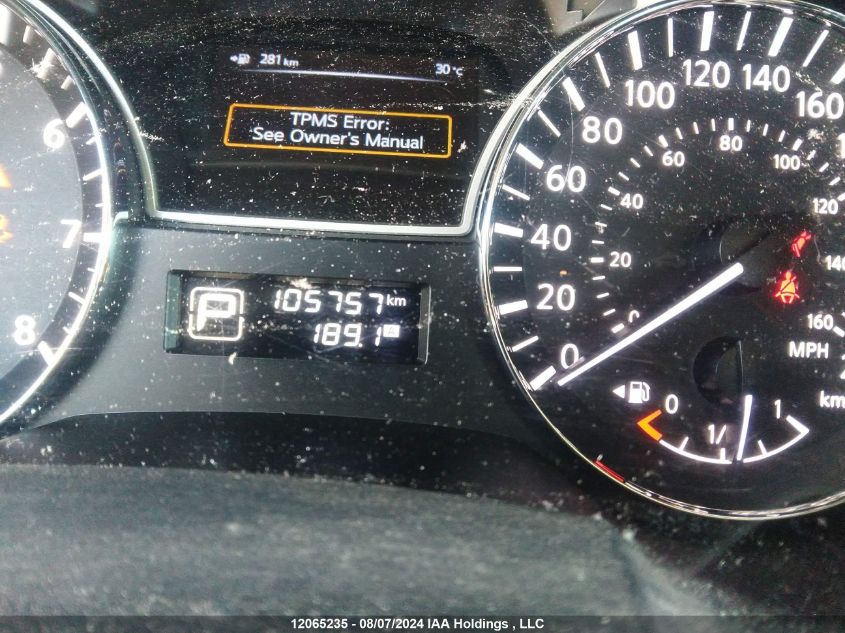 281 km
30 °C
TPMS Error:
See Owner's Manual
6
7
8
P
105757 km
189.1 A
0
20
40
60
80
100
120
140
160
0
20
40
60
80
100
120
140
160
MPH
km
0
1/
1
12065235 - 08/07/2024 IAA Holdings , LLC